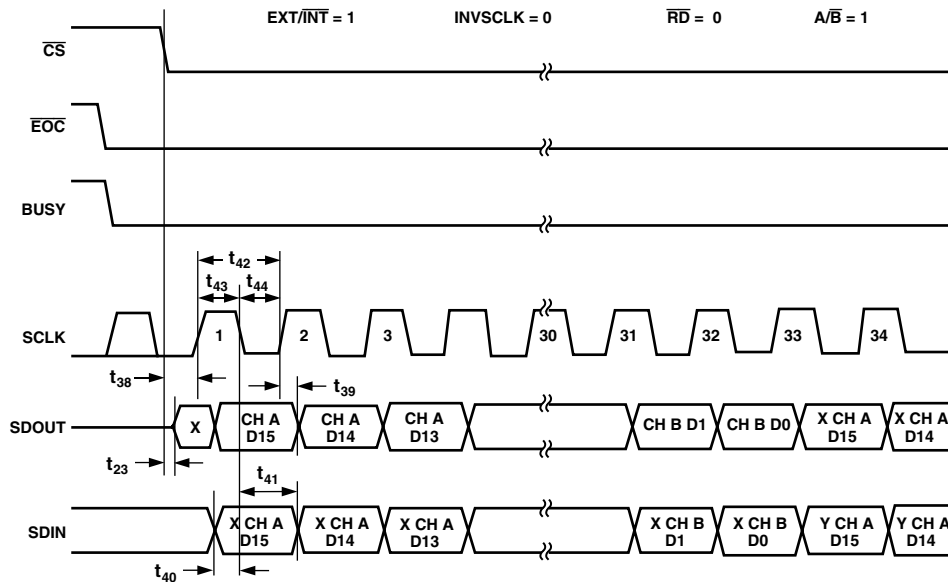 EXT/INT = 1 INVSCLK = 0 RD = 0 A/B = 1
CS
EOC
BUSY
t42
t43 t44
SCLK 1 2 3 30 31 32 33 34
t38
t39
SDOUT X CH A D15 CH A D14 CH A D13 CH B D1 CH B D0 X CH A D15 X CH A D14
t23
t41
SDIN X CH A D15 X CH A D14 X CH A D13 X CH B D1 X CH B D0 Y CH A D15 Y CH A D14
t40